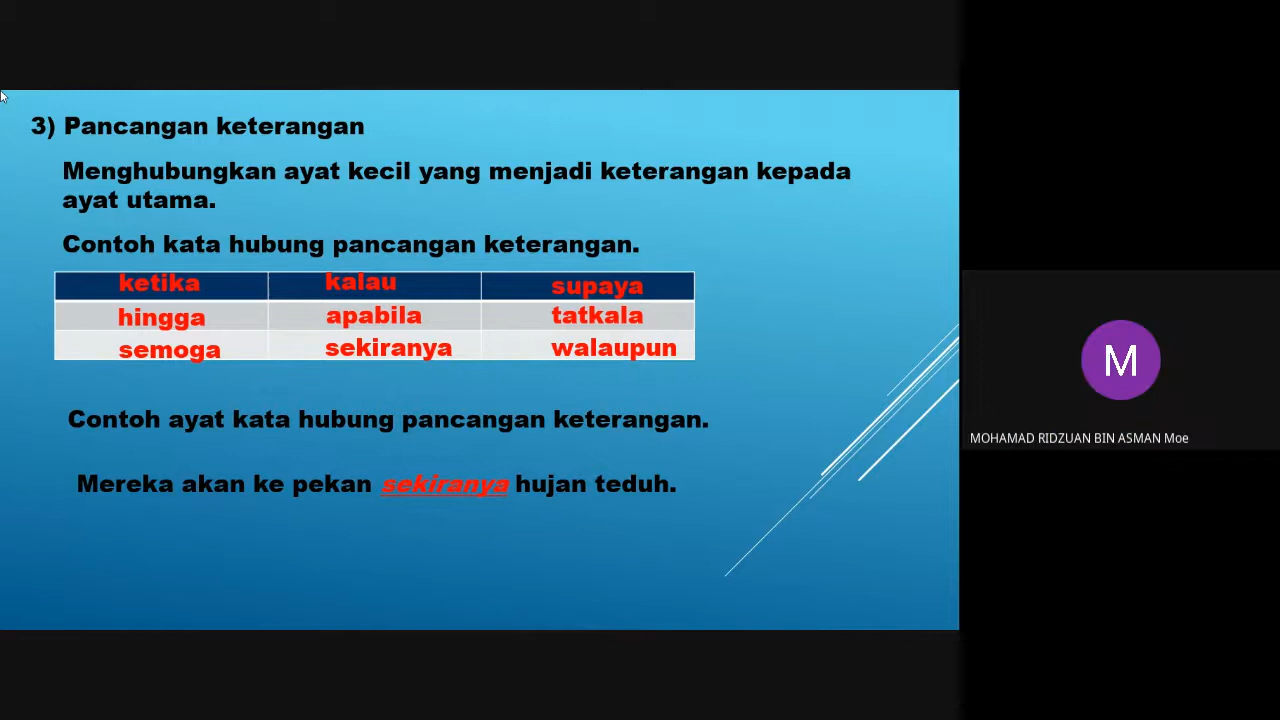 3) Pancangan keterangan
Menghubungkan ayat kecil yang menjadi keterangan kepada
ayat utama.
Contoh kata hubung pancangan keterangan.
ketika kalau supaya
hingga apabila tatkala
semoga sekiranya walaupun
Contoh ayat kata hubung pancangan keterangan.
Mereka akan ke pekan sekiranya hujan teduh.
M
MOHAMAD RIDZUAN BIN ASMAN Moe